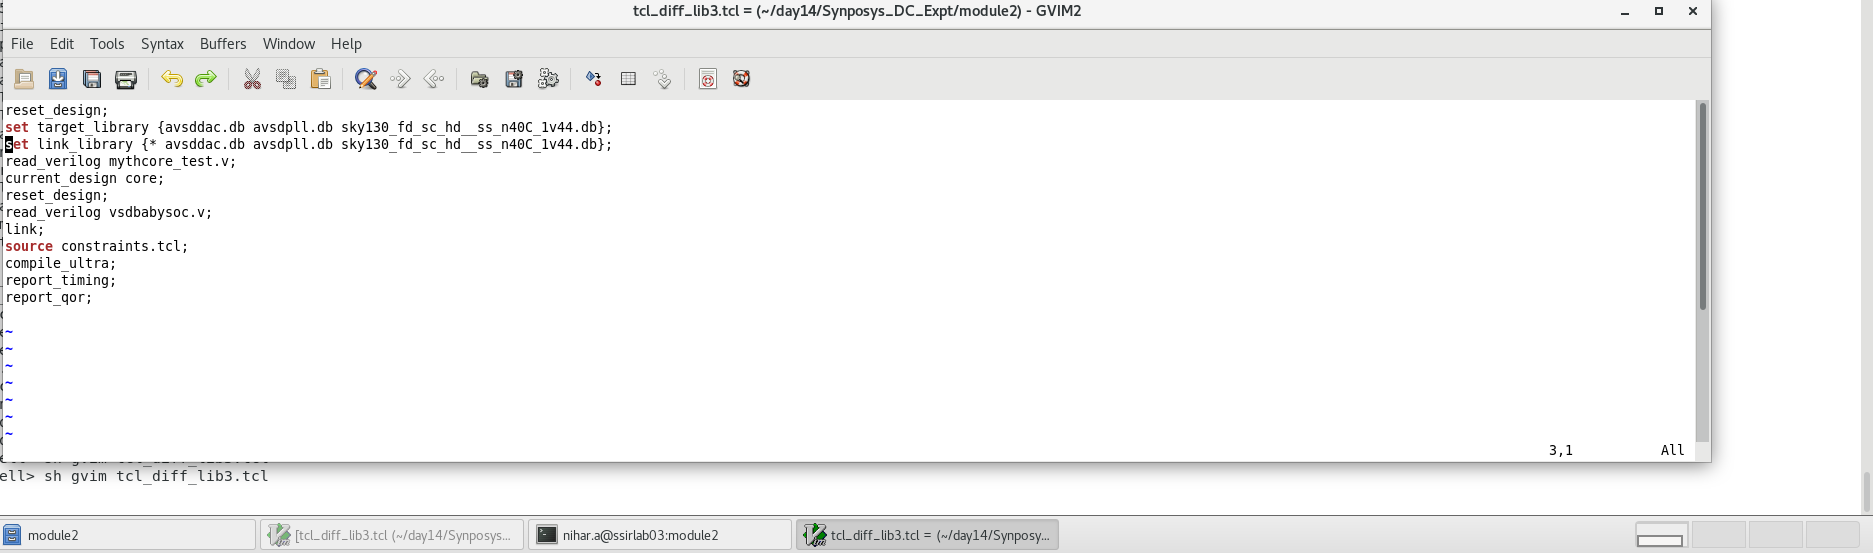 tcl_diff_lib3.tcl = (~/day14/Synposys_DC_Expt/module2) - GVIM2
File Edit Tools Syntax Buffers Window Help
reset_design;
set target_library {avsddac.db avsdpll.db sky130_fd_sc_hd__ss_n40C_1v44.db};
set link_library {* avsddac.db avsdpll.db sky130_fd_sc_hd__ss_n40C_1v44.db};
read_verilog mythcore_test.v;
current_design core;
reset_design;
read_verilog vsdbabysoc.v;
link;
source constraints.tcl;
compile_ultra;
report_timing;
report_qor;
~
~
~
~
~
~
~
3,1 All
ell> sh gvim tcl_diff_lib3.tcl
module2
[tcl_diff_lib3.tcl (~/day14/Synposys...
nihar.a@ssirlab03:module2
tcl_diff_lib3.tcl = (~/day14/Synposy...